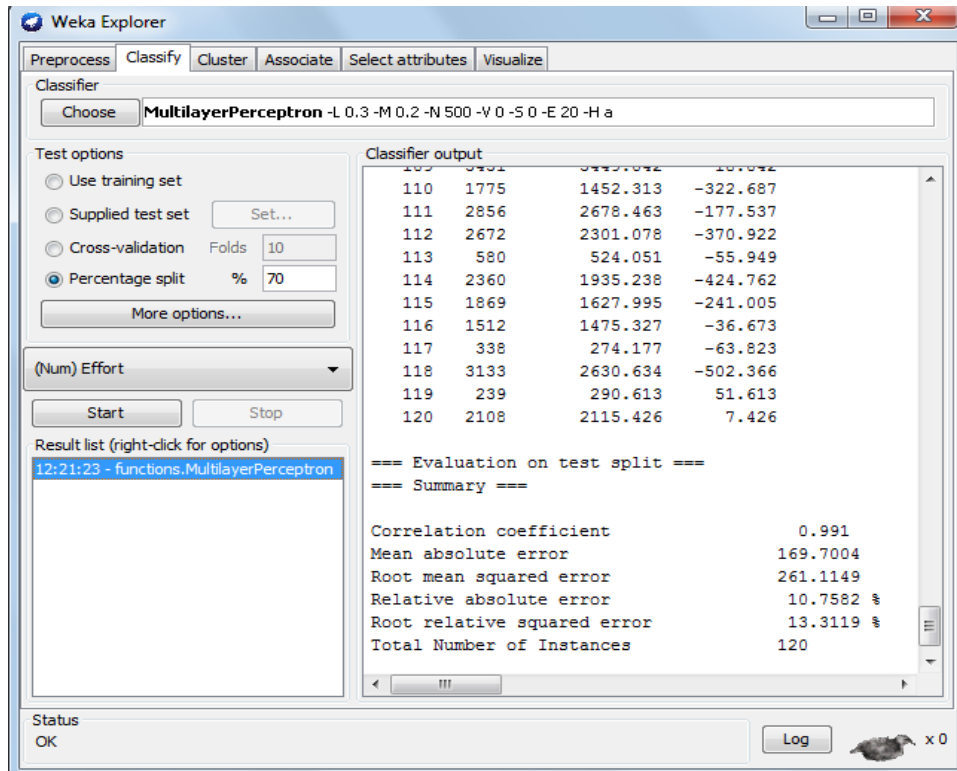 Weka Explorer
Preprocess Classify Cluster Associate Select attributes Visualize
Classifier
Choose MultilayerPerceptron -L 0.3 -M 0.2 -N 500 -V 0 -S 0 -E 20 -H a
Test options
Use training set
Supplied test set Set...
Cross-validation Folds 10
Percentage split % 70
More options...
(Num) Effort
Start Stop
Result list (right-click for options)
12:21:23 - functions.MultilayerPerceptron
Classifier output
110 1775 1452.313 -322.687
111 2856 2678.463 -177.537
112 2672 2301.078 -370.922
113 580 524.051 -55.949
114 2360 1935.238 -424.762
115 1869 1627.995 -241.005
116 1512 1475.327 -36.673
117 338 274.177 -63.823
118 3133 2630.634 -502.366
119 239 290.613 51.613
120 2108 2115.426 7.426
=== Evaluation on test split ===
=== Summary ===
Correlation coefficient 0.991
Mean absolute error 169.7004
Root mean squared error 261.1149
Relative absolute error 10.7582 %
Root relative squared error 13.3119 %
Total Number of Instances 120
Status
OK
Log
x 0